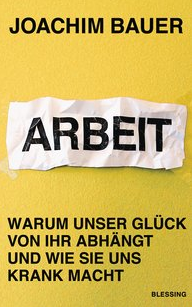 JOACHIM BAUER
ARBEIT
WARUM UNSER GLÜCK
VON IHR ABHÄNGT
UND WIE SIE UNS
KRANK MACHT
BLESSING